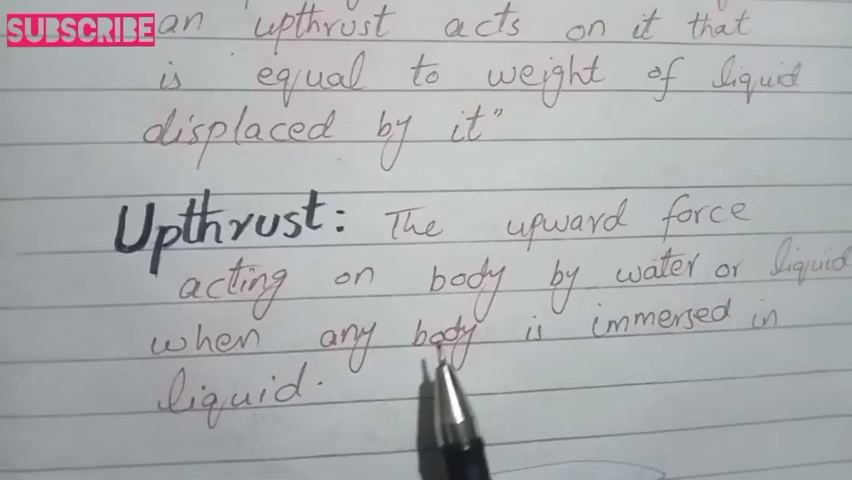 SUBSCRIBE
an upthrust acts on it that
is equal to weight of liquid
displaced by it"
Upthrust: The upward force
acting on body by water or liquid
when any body is immersed in
liquid.